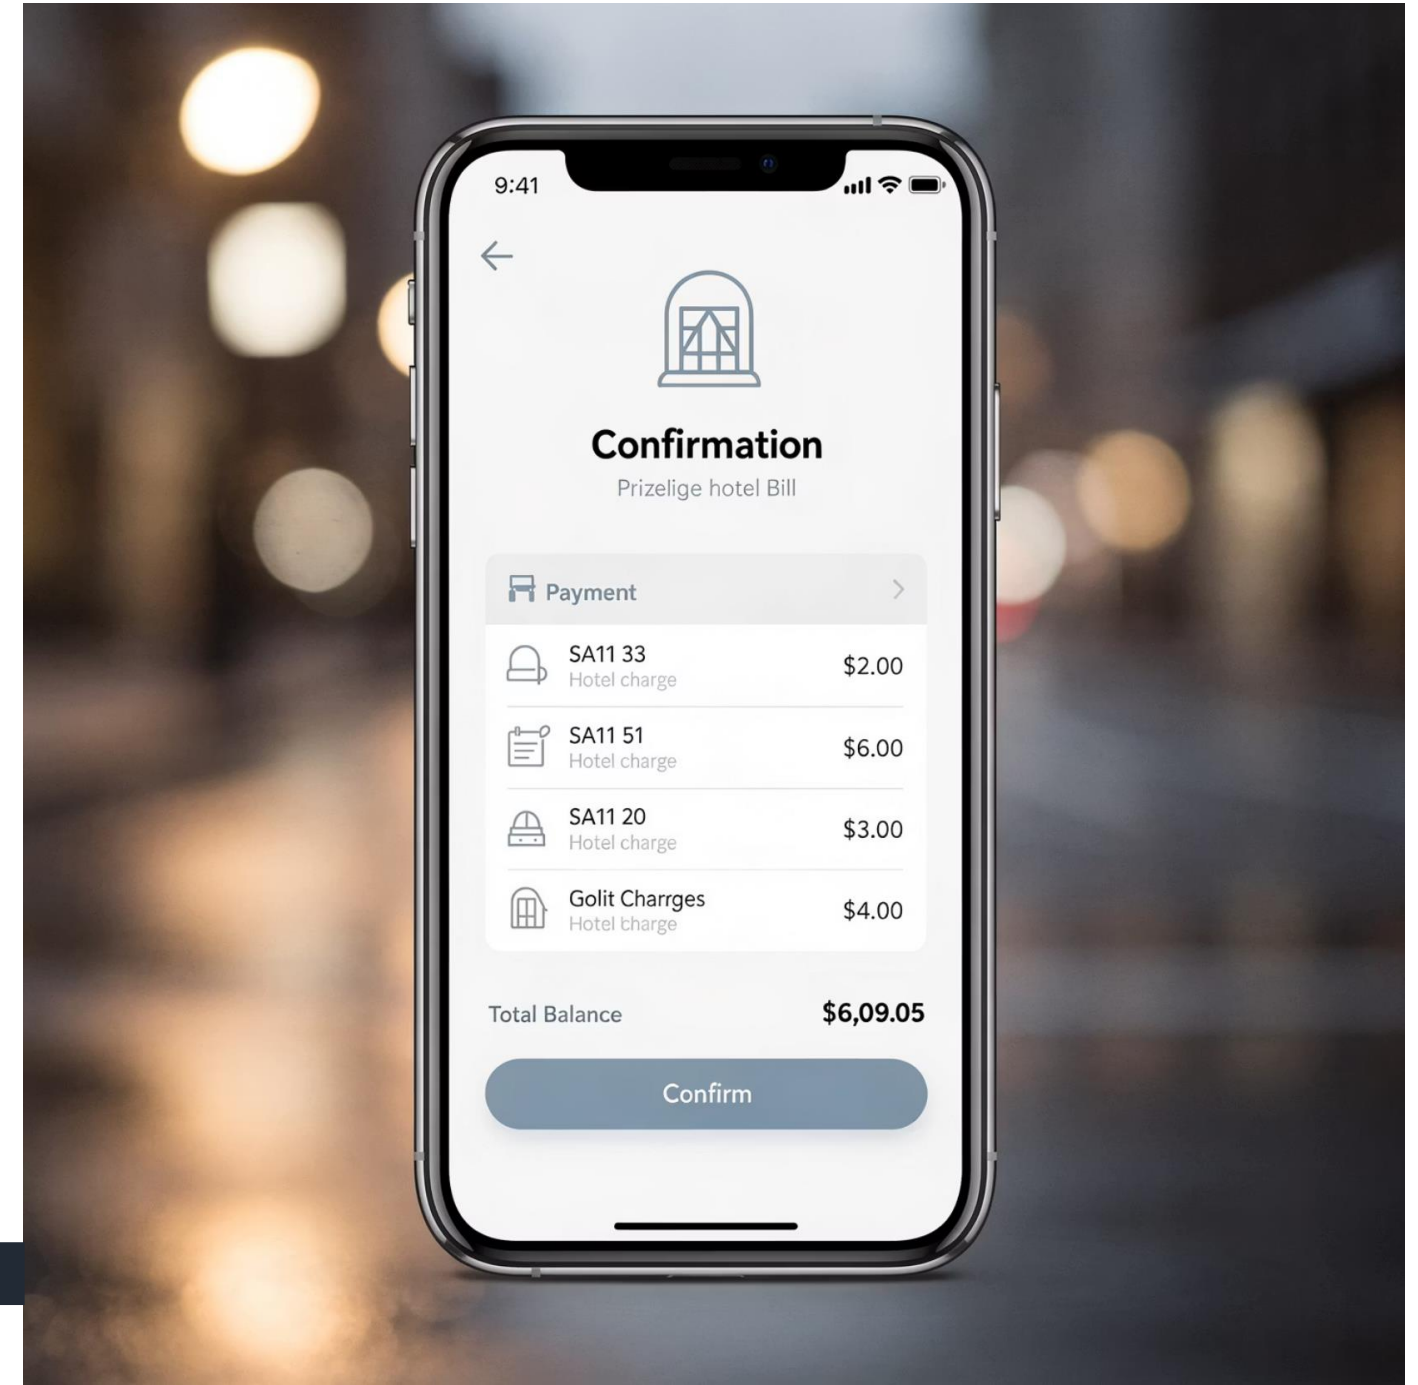 9:41
Confirmation
Prizelige hotel Bill
Payment
SA11 33
Hotel charge
$2.00
SA11 51
Hotel charge
$6.00
SA11 20
Hotel charge
$3.00
Golit Charrges
Hotel charge
$4.00
Total Balance
$6,09.05
Confirm